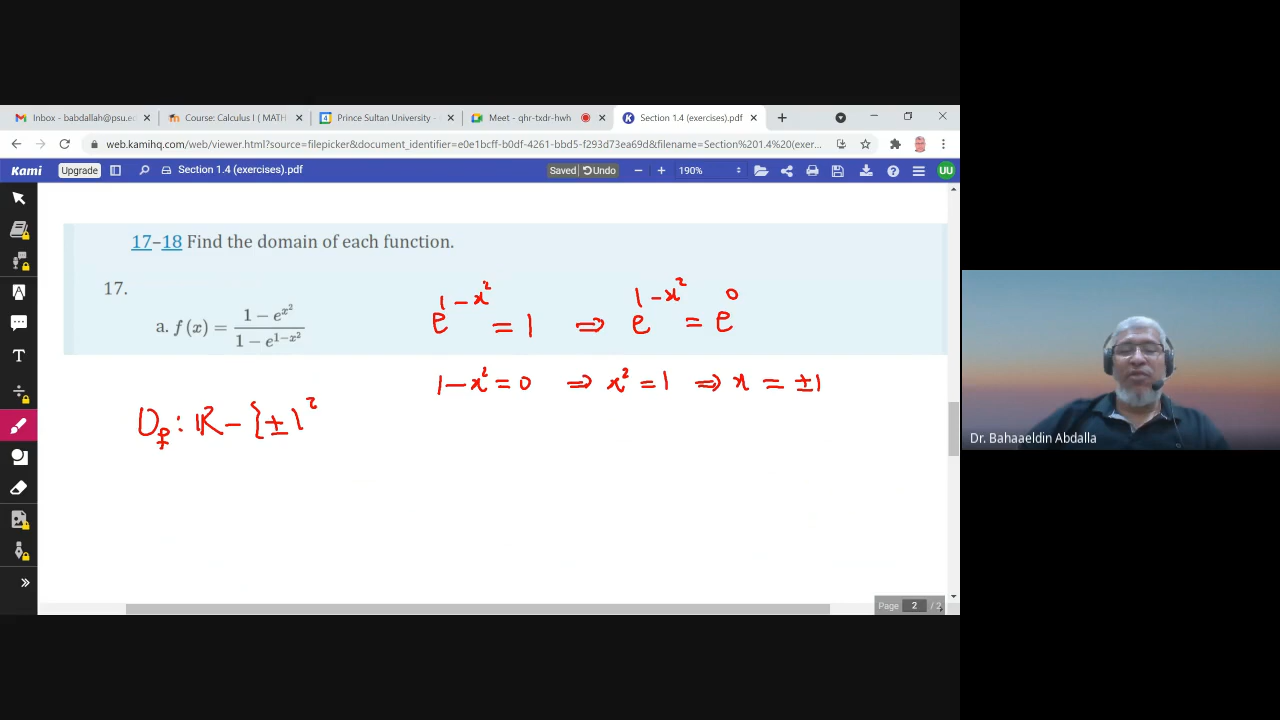 Inbox - babdallah@psu.e
Course: Calculus I ( MATH
Prince Sultan University -
Meet - qhr-txdr-hwh
Section 1.4 (exercises).pdf
web.kamihq.com/web/viewer.html?source=filepicker&document_identifier=e0e1bcff-b0df-4261-bbd5-f293d73ea69d&filename=Section%201.4%20(exer...
Kami Upgrade Section 1.4 (exercises).pdf Saved Undo 190% UU
17–18 Find the domain of each function.
17.
a. f(x) = (1 − e^{x²}) / (1 − e^{1−x²})
e^{1-x²} = 1 ⇒ e^{1-x²} = e^0
1 - x² = 0 ⇒ x² = 1 ⇒ x = ±1
D_f : ℝ - {±1
Dr. Bahaaeldin Abdalla
Page 2 / 2